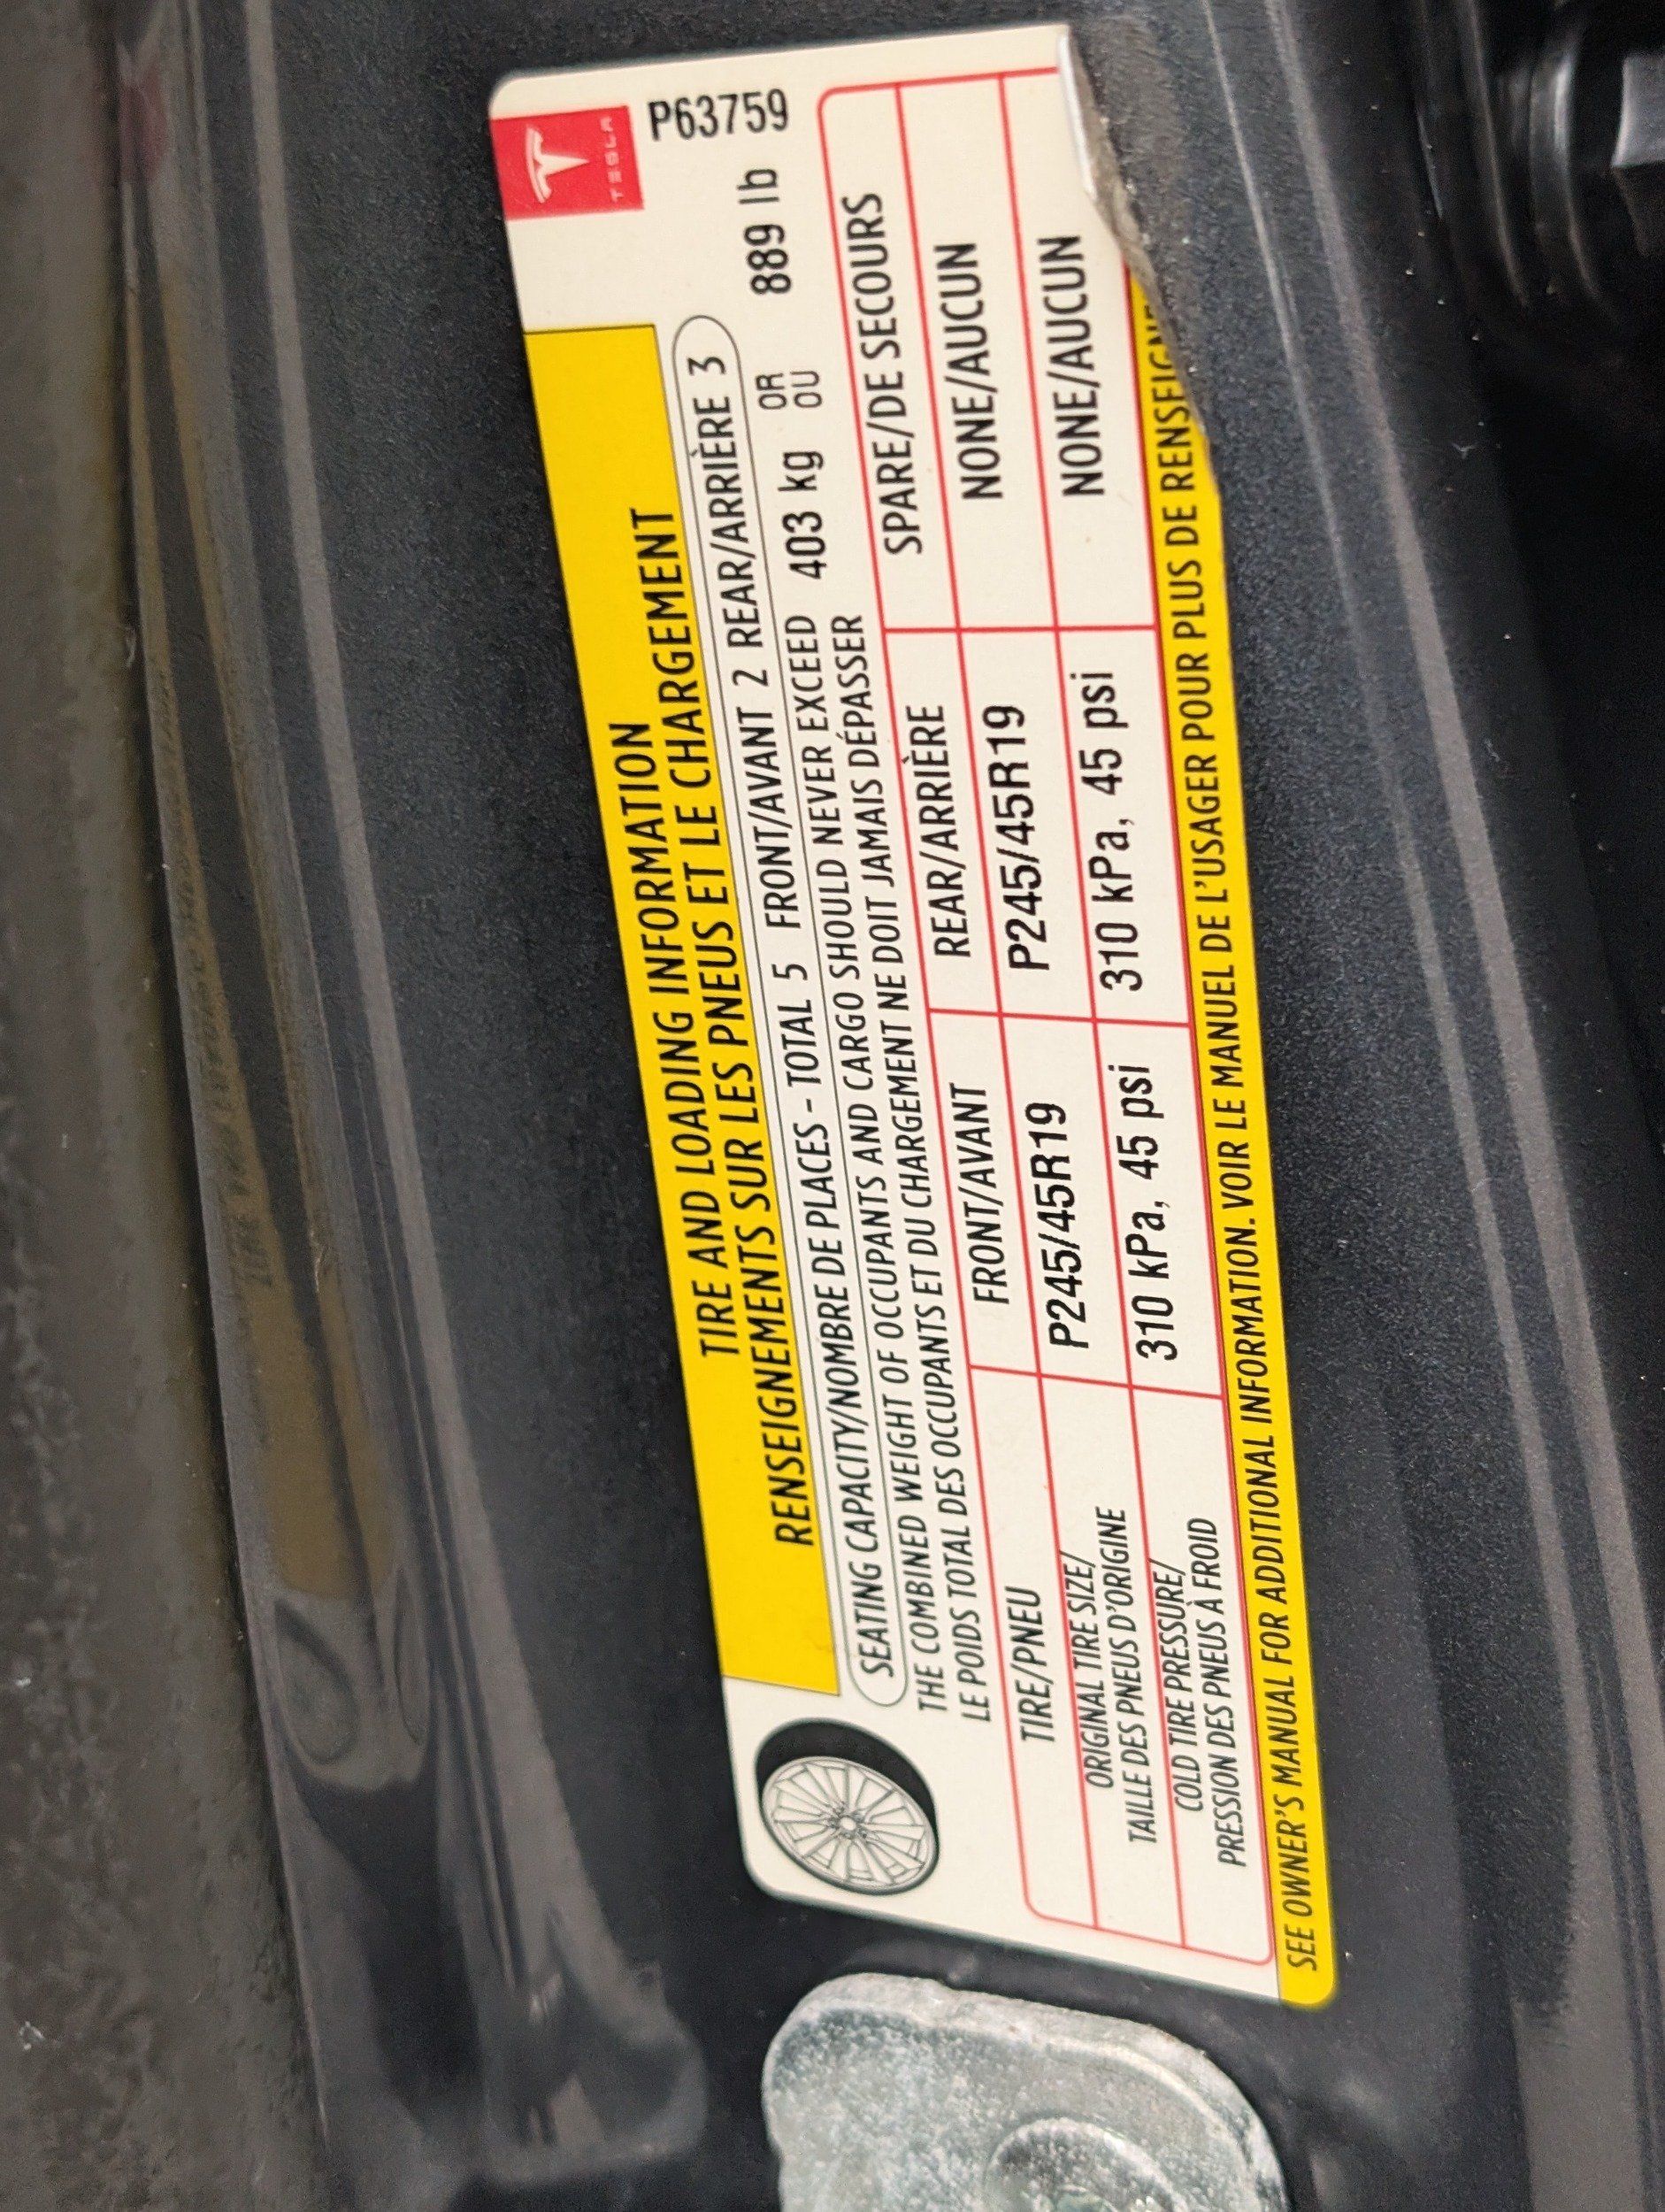 TESLA
P63759
TIRE AND LOADING INFORMATION
RENSEIGNEMENTS SUR LES PNEUS ET LE CHARGEMENT
SEATING CAPACITY/NOMBRE DE PLACES - TOTAL 5 FRONT/AVANT 2 REAR/ARRIÈRE 3
THE COMBINED WEIGHT OF OCCUPANTS AND CARGO SHOULD NEVER EXCEED 403 kg OR 889 lb
LE POIDS TOTAL DES OCCUPANTS ET DU CHARGEMENT NE DOIT JAMAIS DÉPASSER OU
TIRE/PNEU FRONT/AVANT REAR/ARRIÈRE SPARE/DE SECOURS
ORIGINAL TIRE SIZE/
TAILLE DES PNEUS D'ORIGINE
P245/45R19 P245/45R19 NONE/AUCUN
COLD TIRE PRESSURE/
PRESSION DES PNEUS À FROID
310 kPa, 45 psi 310 kPa, 45 psi NONE/AUCUN
SEE OWNER'S MANUAL FOR ADDITIONAL INFORMATION. VOIR LE MANUEL DE L'USAGER POUR PLUS DE